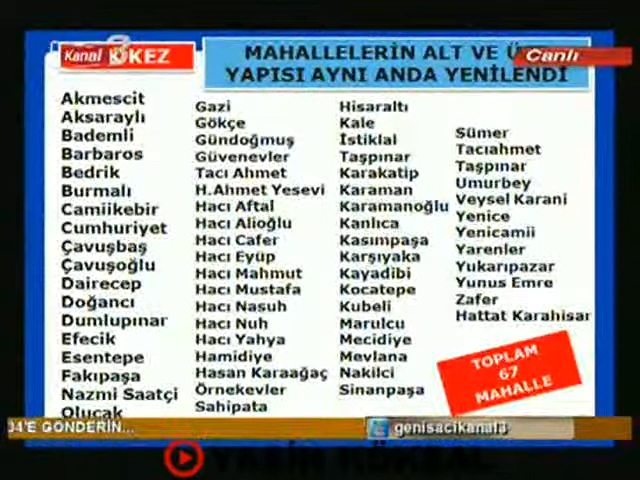 Kanal 3
KEZ
MAHALLELERİN ALT VE Ü
YAPISI AYNI ANDA YENİLENDİ
Canlı
Akmescit
Aksaraylı
Bademli
Barbaros
Bedrik
Burmalı
Camiikebir
Cumhuriyet
Çavuşbaş
Çavuşoğlu
Dairecep
Doğancı
Dumlupınar
Efecik
Esentepe
Fakıpaşa
Nazmi Saatçi
Olucak
Gazi
Gökçe
Gündoğmuş
Güvenevler
Tacı Ahmet
H.Ahmet Yesevi
Hacı Aftal
Hacı Alioğlu
Hacı Cafer
Hacı Eyüp
Hacı Mahmut
Hacı Mustafa
Hacı Nasuh
Hacı Nuh
Hacı Yahya
Hamidiye
Hasan Karaağaç
Örnekevler
Sahipata
Hisaraltı
Kale
İstiklal
Taşpınar
Karakatip
Karaman
Karamanoğlu
Kanlıca
Kasımpaşa
Karşıyaka
Kayadibi
Kocatepe
Kubeli
Marulcu
Mecidiye
Mevlana
Nakilci
Sinanpaşa
Sümer
Tacıahmet
Taşpınar
Umurbey
Veysel Karani
Yenice
Yenicamii
Yarenler
Yukarıpazar
Yunus Emre
Zafer
Hattat Karahisar
TOPLAM
67
MAHALLE
34'E GÖNDERİN...
genisacikanal3